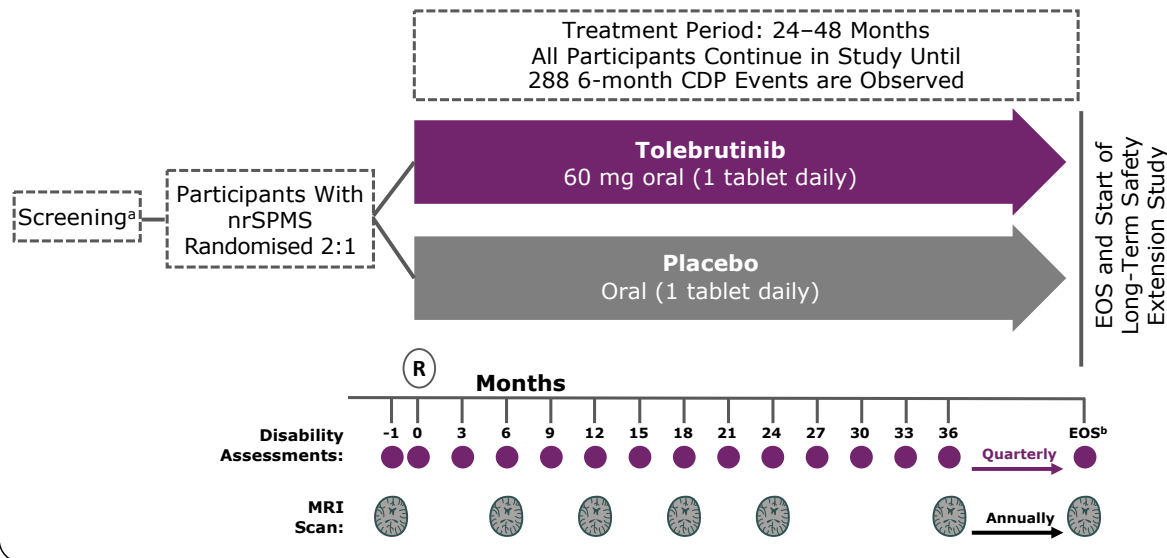 Treatment Period: 24–48 Months
All Participants Continue in Study Until
288 6-month CDP Events are Observed
Screeningᵃ
Participants With
nrSPMS
Randomised 2:1
Tolebrutinib
60 mg oral (1 tablet daily)
Placebo
Oral (1 tablet daily)
EOS and Start of
Long-Term Safety
Extension Study
R
Months
Disability
Assessments:
-1 0 3 6 9 12 15 18 21 24 27 30 33 36 EOSᵇ
Quarterly
MRI
Scan:
Annually